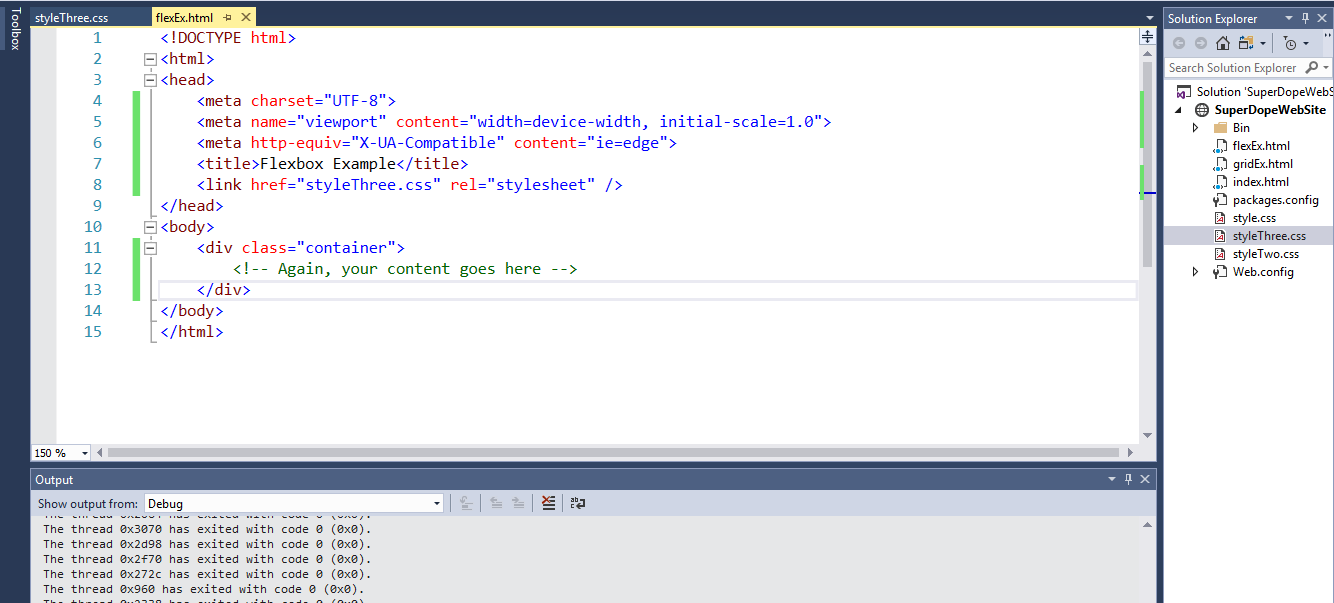 Toolbox
styleThree.css
flexEx.html
1 <!DOCTYPE html>
2 <html>
3 <head>
4 <meta charset="UTF-8">
5 <meta name="viewport" content="width=device-width, initial-scale=1.0">
6 <meta http-equiv="X-UA-Compatible" content="ie=edge">
7 <title>Flexbox Example</title>
8 <link href="styleThree.css" rel="stylesheet" />
9 </head>
10 <body>
11 <div class="container">
12 <!-- Again, your content goes here -->
13 </div>
14 </body>
15 </html>
150 %
Output
Show output from: Debug
The thread 0x3070 has exited with code 0 (0x0).
The thread 0x2d98 has exited with code 0 (0x0).
The thread 0x2f70 has exited with code 0 (0x0).
The thread 0x272c has exited with code 0 (0x0).
The thread 0x960 has exited with code 0 (0x0).
Solution Explorer
Search Solution Explorer
Solution 'SuperDopeWebS
SuperDopeWebSite
Bin
flexEx.html
gridEx.html
index.html
packages.config
style.css
styleThree.css
styleTwo.css
Web.config